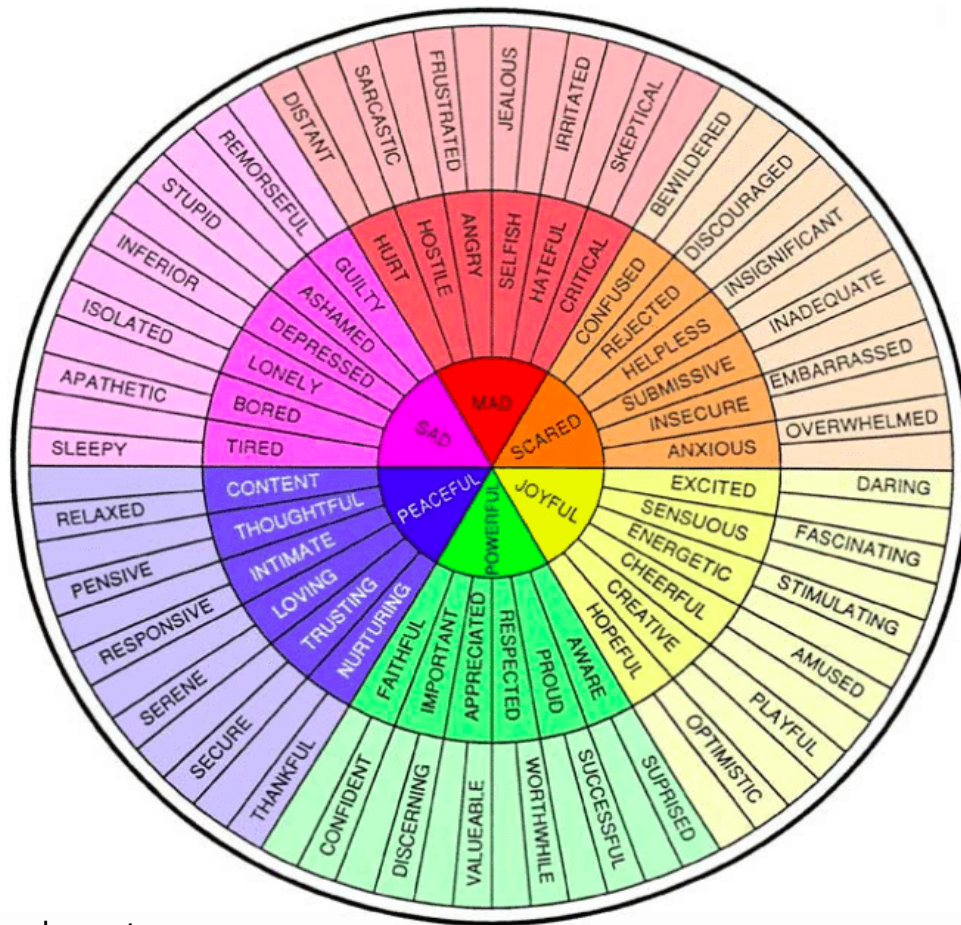 MAD
SCARED
JOYFUL
POWERFUL
PEACEFUL
SAD
HURT
HOSTILE
ANGRY
SELFISH
HATEFUL
CRITICAL
CONFUSED
REJECTED
HELPLESS
SUBMISSIVE
INSECURE
ANXIOUS
EXCITED
SENSUOUS
ENERGETIC
CHEERFUL
CREATIVE
HOPEFUL
AWARE
PROUD
RESPECTED
APPRECIATED
IMPORTANT
FAITHFUL
NURTURING
TRUSTING
LOVING
INTIMATE
THOUGHTFUL
CONTENT
TIRED
BORED
LONELY
DEPRESSED
ASHAMED
GUILTY
DISTANT
SARCASTIC
FRUSTRATED
JEALOUS
IRRITATED
SKEPTICAL
BEWILDERED
DISCOURAGED
INSIGNIFICANT
INADEQUATE
EMBARRASSED
OVERWHELMED
DARING
FASCINATING
STIMULATING
AMUSED
PLAYFUL
OPTIMISTIC
SUPRISED
SUCCESSFUL
WORTHWHILE
VALUEABLE
DISCERNING
CONFIDENT
THANKFUL
SECURE
SERENE
RESPONSIVE
PENSIVE
RELAXED
SLEEPY
APATHETIC
ISOLATED
INFERIOR
STUPID
REMORSEFUL